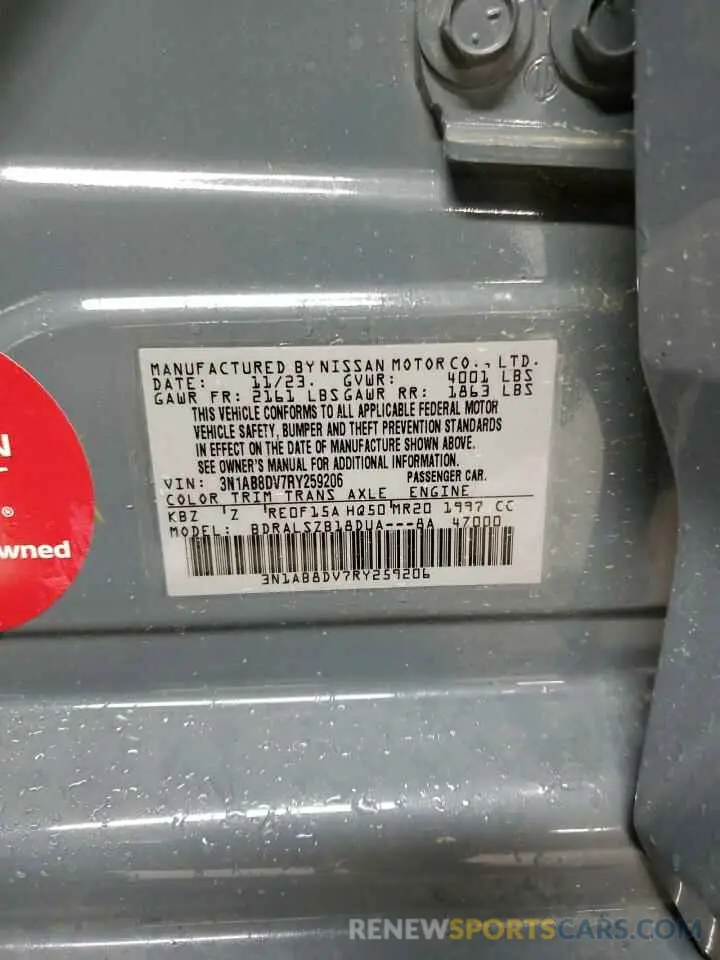 MANUFACTURED BY NISSAN MOTOR CO., LTD.
DATE: 11/23. GVWR: 4001 LBS
GAWR FR: 2161 LBS GAWR RR: 1863 LBS
THIS VEHICLE CONFORMS TO ALL APPLICABLE FEDERAL MOTOR
VEHICLE SAFETY, BUMPER AND THEFT PREVENTION STANDARDS
IN EFFECT ON THE DATE OF MANUFACTURE SHOWN ABOVE.
SEE OWNER'S MANUAL FOR ADDITIONAL INFORMATION.
VIN: 3N1AB8DV7RY259206 PASSENGER CAR.
COLOR TRIM TRANS AXLE ENGINE
KBZ 'Z 'RE0F15A HQ50 MR20 1997 CC
MODEL: BDRALSZB18DUA---8A 47000
3N1AB8DV7RY259206
N
®
wned
RENEWSPORTSCARS.COM